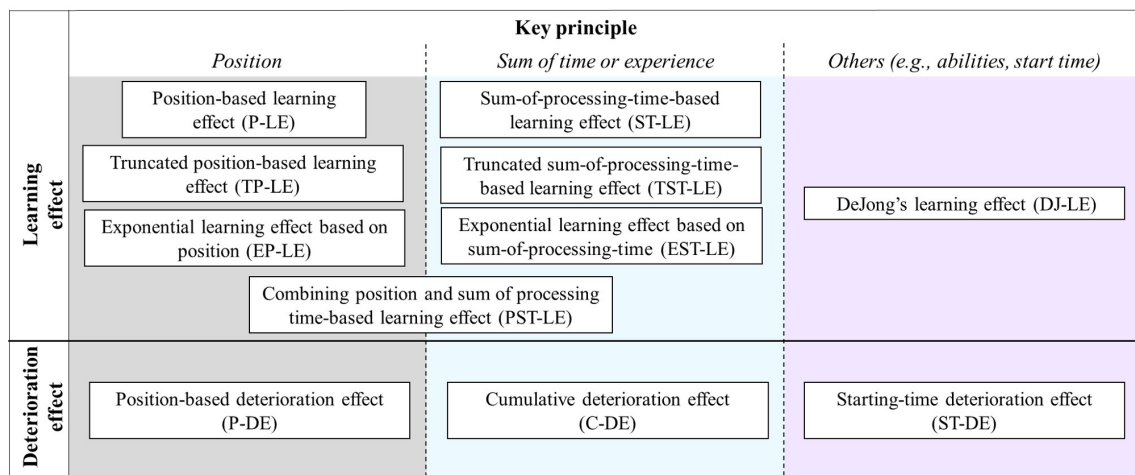 Key principle
Position
Sum of time or experience
Others (e.g., abilities, start time)
Learning
effect
Position-based learning
effect (P-LE)
Sum-of-processing-time-based
learning effect (ST-LE)
Truncated position-based learning
effect (TP-LE)
Truncated sum-of-processing-time-
based learning effect (TST-LE)
DeJong’s learning effect (DJ-LE)
Exponential learning effect based on
position (EP-LE)
Exponential learning effect based on
sum-of-processing-time (EST-LE)
Combining position and sum of processing
time-based learning effect (PST-LE)
Deterioration
effect
Position-based deterioration effect
(P-DE)
Cumulative deterioration effect
(C-DE)
Starting-time deterioration effect
(ST-DE)